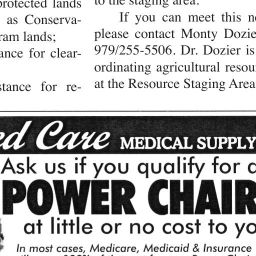 protected lands
as Conserva-
ram lands;
ance for clear-
stance for re-
to the staging area.
If you can meet this ne
please contact Monty Dozie
979/255-5506. Dr. Dozier is
ordinating agricultural resou
at the Resource Staging Area
ed Care MEDICAL SUPPLY
Ask us if you qualify for a
POWER CHAIR
at little or no cost to yo
In most cases, Medicare, Medicaid & Insurance